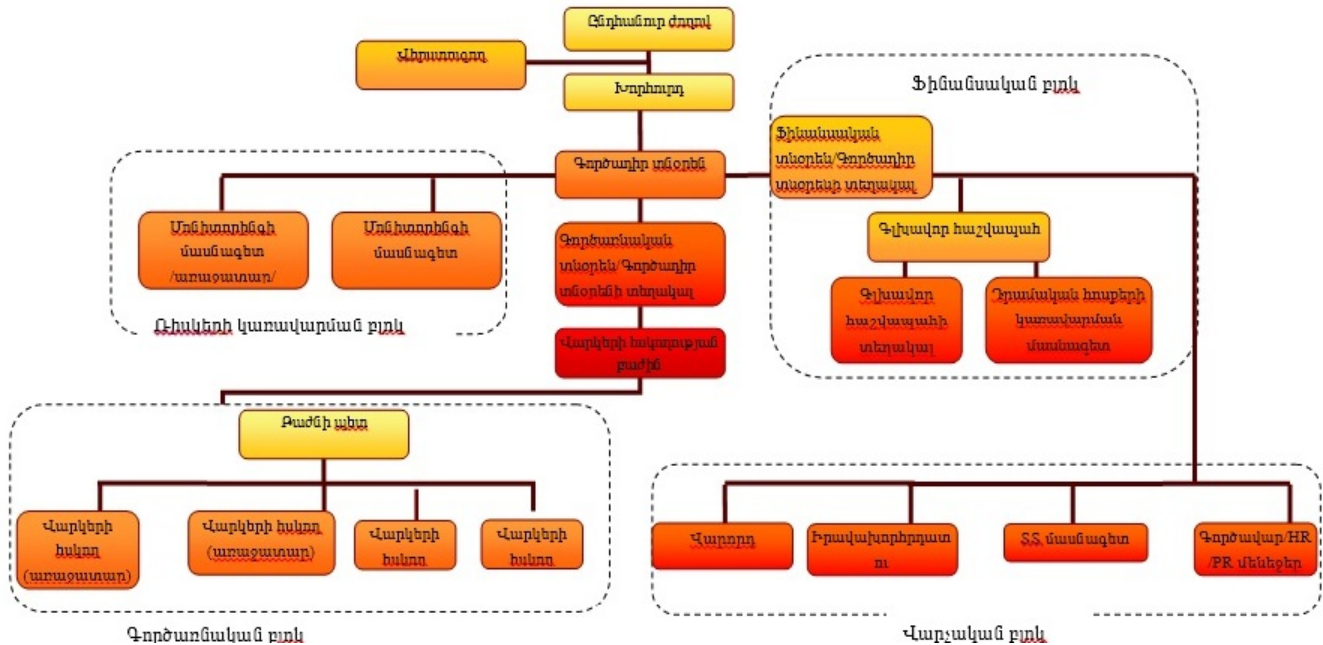 Ընդհանուր ժողով
Վերստուգող
Խորհուրդ
Ֆինանսական բլոկ
Գործադիր տնօրեն
Ֆինանսական
տնօրեն/Գործադիր
տնօրենի տեղակալ
Մոնիտորինգի
մասնագետ
/առաջատար/
Մոնիտորինգի
մասնագետ
Ռիսկերի կառավարման բլոկ
Գործառնական
տնօրեն/Գործադիր
տնօրենի տեղակալ
Գլխավոր հաշվապահ
Գլխավոր
հաշվապահի
տեղակալ
Դրամական հոսքերի
կառավարման
մասնագետ
Վարկերի հսկողության
բաժին
Բաժնի պետ
Վարկերի
հսկող
(առաջատար)
Վարկերի հսկող
(առաջատար)
Վարկերի
հսկող
Վարկերի
հսկող
Գործառնական բլոկ
Վարորդ
Իրավախորհրդատ
ու
ՏՏ մասնագետ
Գործավար/HR
/PR մենեջեր
Վարչական բլոկ